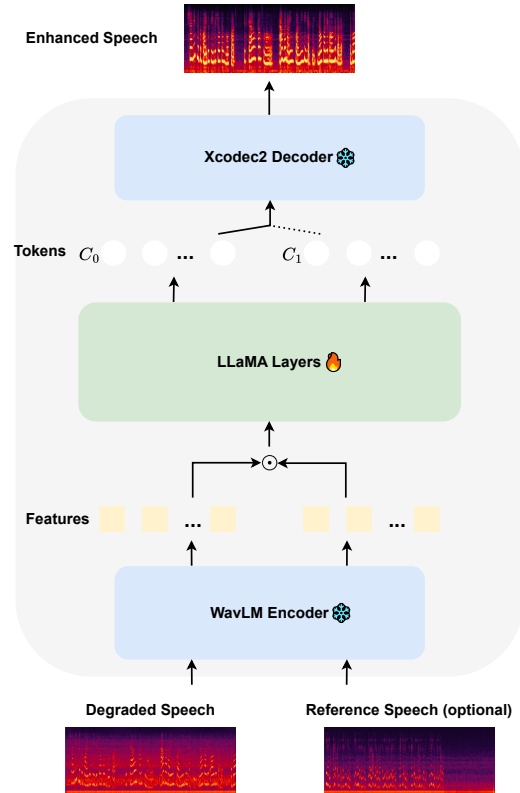 Enhanced Speech
Xcodec2 Decoder
Tokens C0 ... C1 ...
LLaMA Layers
Features ... ...
WavLM Encoder
Degraded Speech Reference Speech (optional)